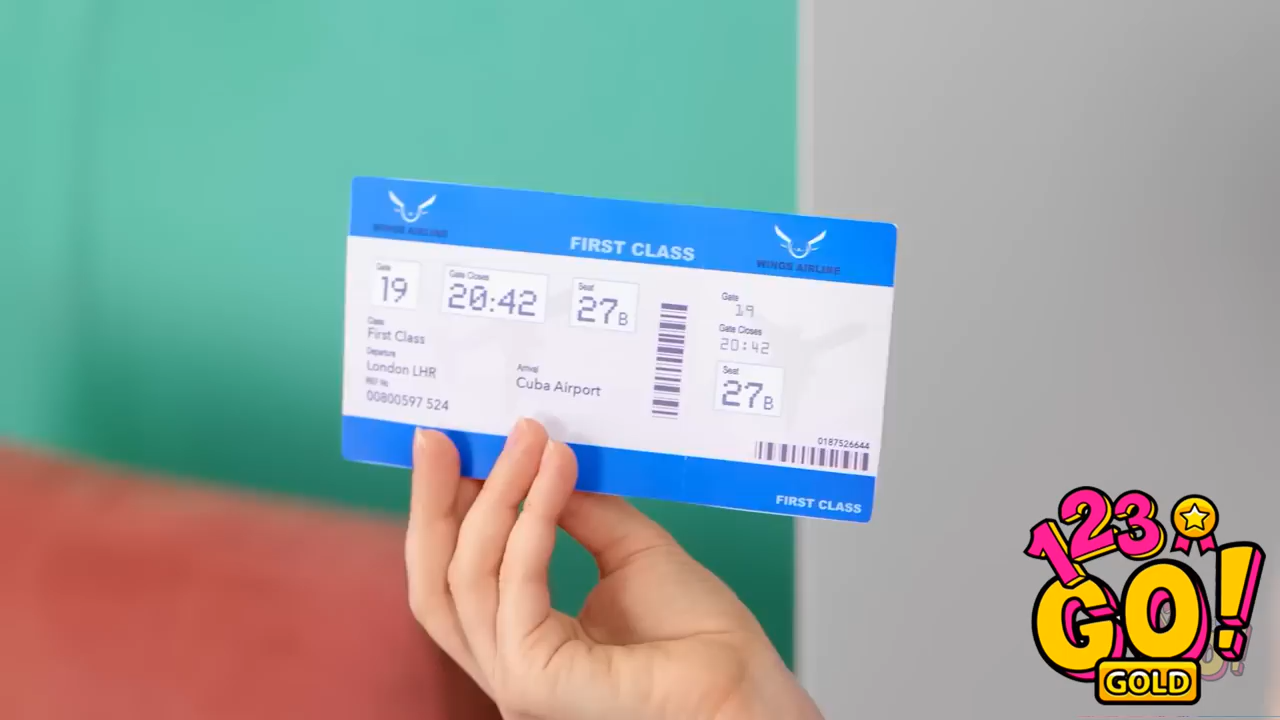 WINGS AIRLINE
FIRST CLASS
WINGS AIRLINE
Gate
19
Gate Closes
20:42
Seat
27B
Class
First Class
Departure
London LHR
REF No
00800597 524
Arrival
Cuba Airport
Gate
19
Gate Closes
20:42
Seat
27B
0187526644
FIRST CLASS
123
GO!
GOLD